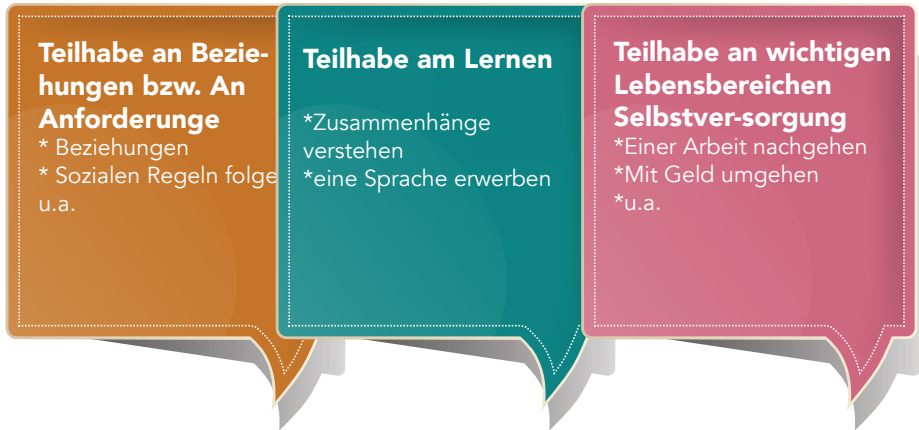 Teilhabe an Bezie-
hungen bzw. An
Anforderunge
* Beziehungen
* Sozialen Regeln folge
u.a.
Teilhabe am Lernen
*Zusammenhänge
verstehen
*eine Sprache erwerben
Teilhabe an wichtigen
Lebensbereichen
Selbstver-sorgung
*Einer Arbeit nachgehen
*Mit Geld umgehen
*u.a.